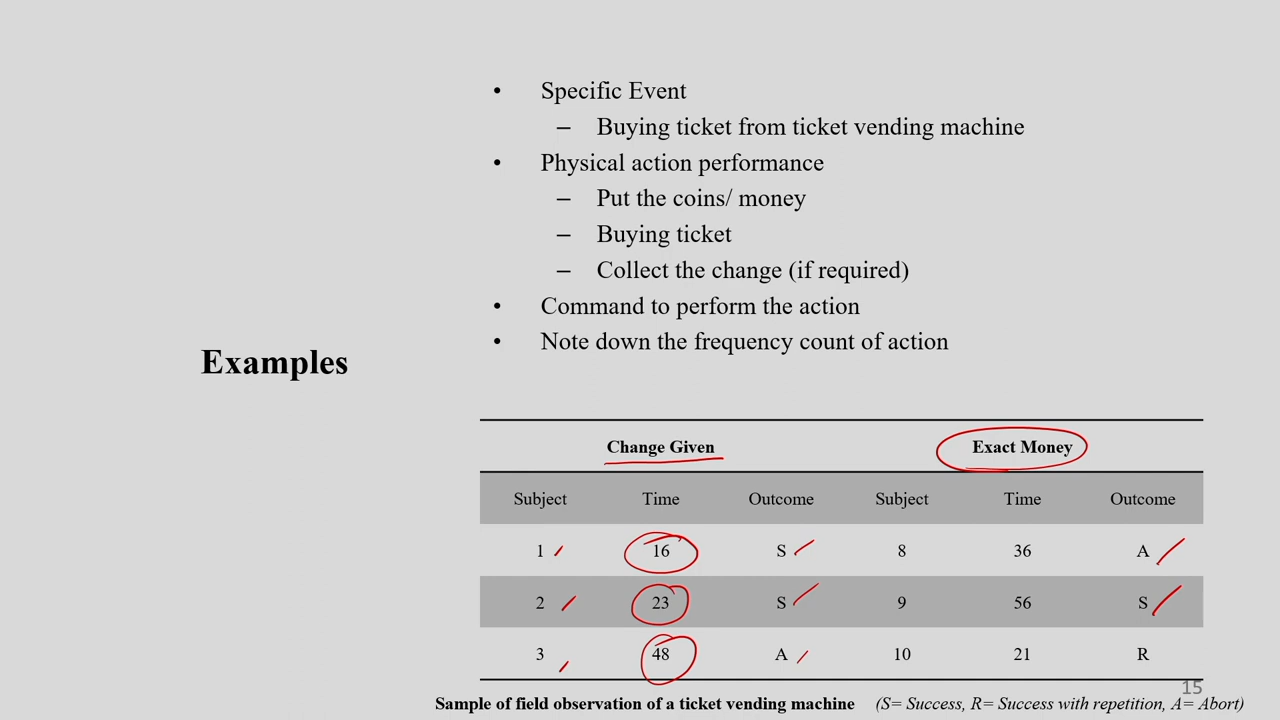 • Specific Event
– Buying ticket from ticket vending machine
• Physical action performance
– Put the coins/ money
– Buying ticket
– Collect the change (if required)
• Command to perform the action
• Note down the frequency count of action
Examples
Change Given Exact Money
Subject Time Outcome Subject Time Outcome
1 16 S 8 36 A
2 23 S 9 56 S
3 48 A 10 21 R
15
Sample of field observation of a ticket vending machine (S= Success, R= Success with repetition, A= Abort)